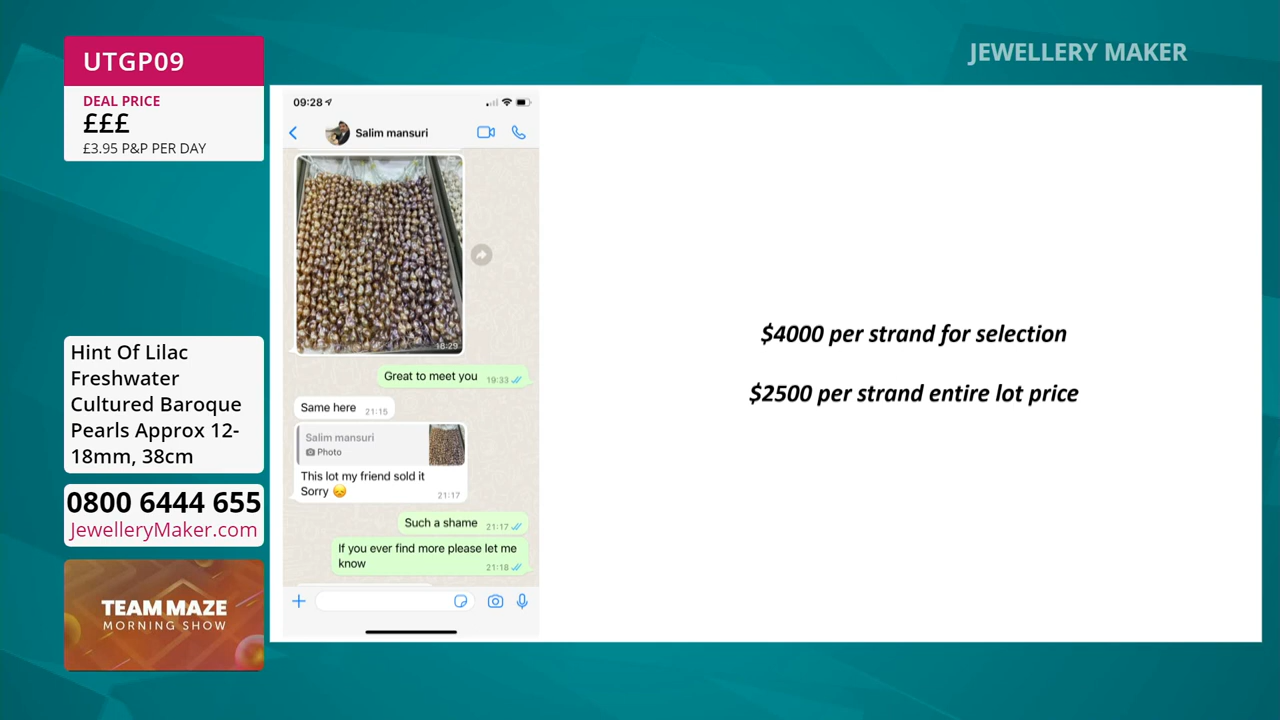 UTGP09
DEAL PRICE
£££
£3.95 P&P PER DAY
JEWELLERY MAKER
09:28
Salim mansuri
18:29
Great to meet you 19:33
Same here 21:15
Salim mansuri
Photo
This lot my friend sold it
Sorry 😞 21:17
Such a shame 21:17
If you ever find more please let me
know 21:18
$4000 per strand for selection
$2500 per strand entire lot price
Hint Of Lilac
Freshwater
Cultured Baroque
Pearls Approx 12-
18mm, 38cm
0800 6444 655
JewelleryMaker.com
TEAM MAZE
MORNING SHOW